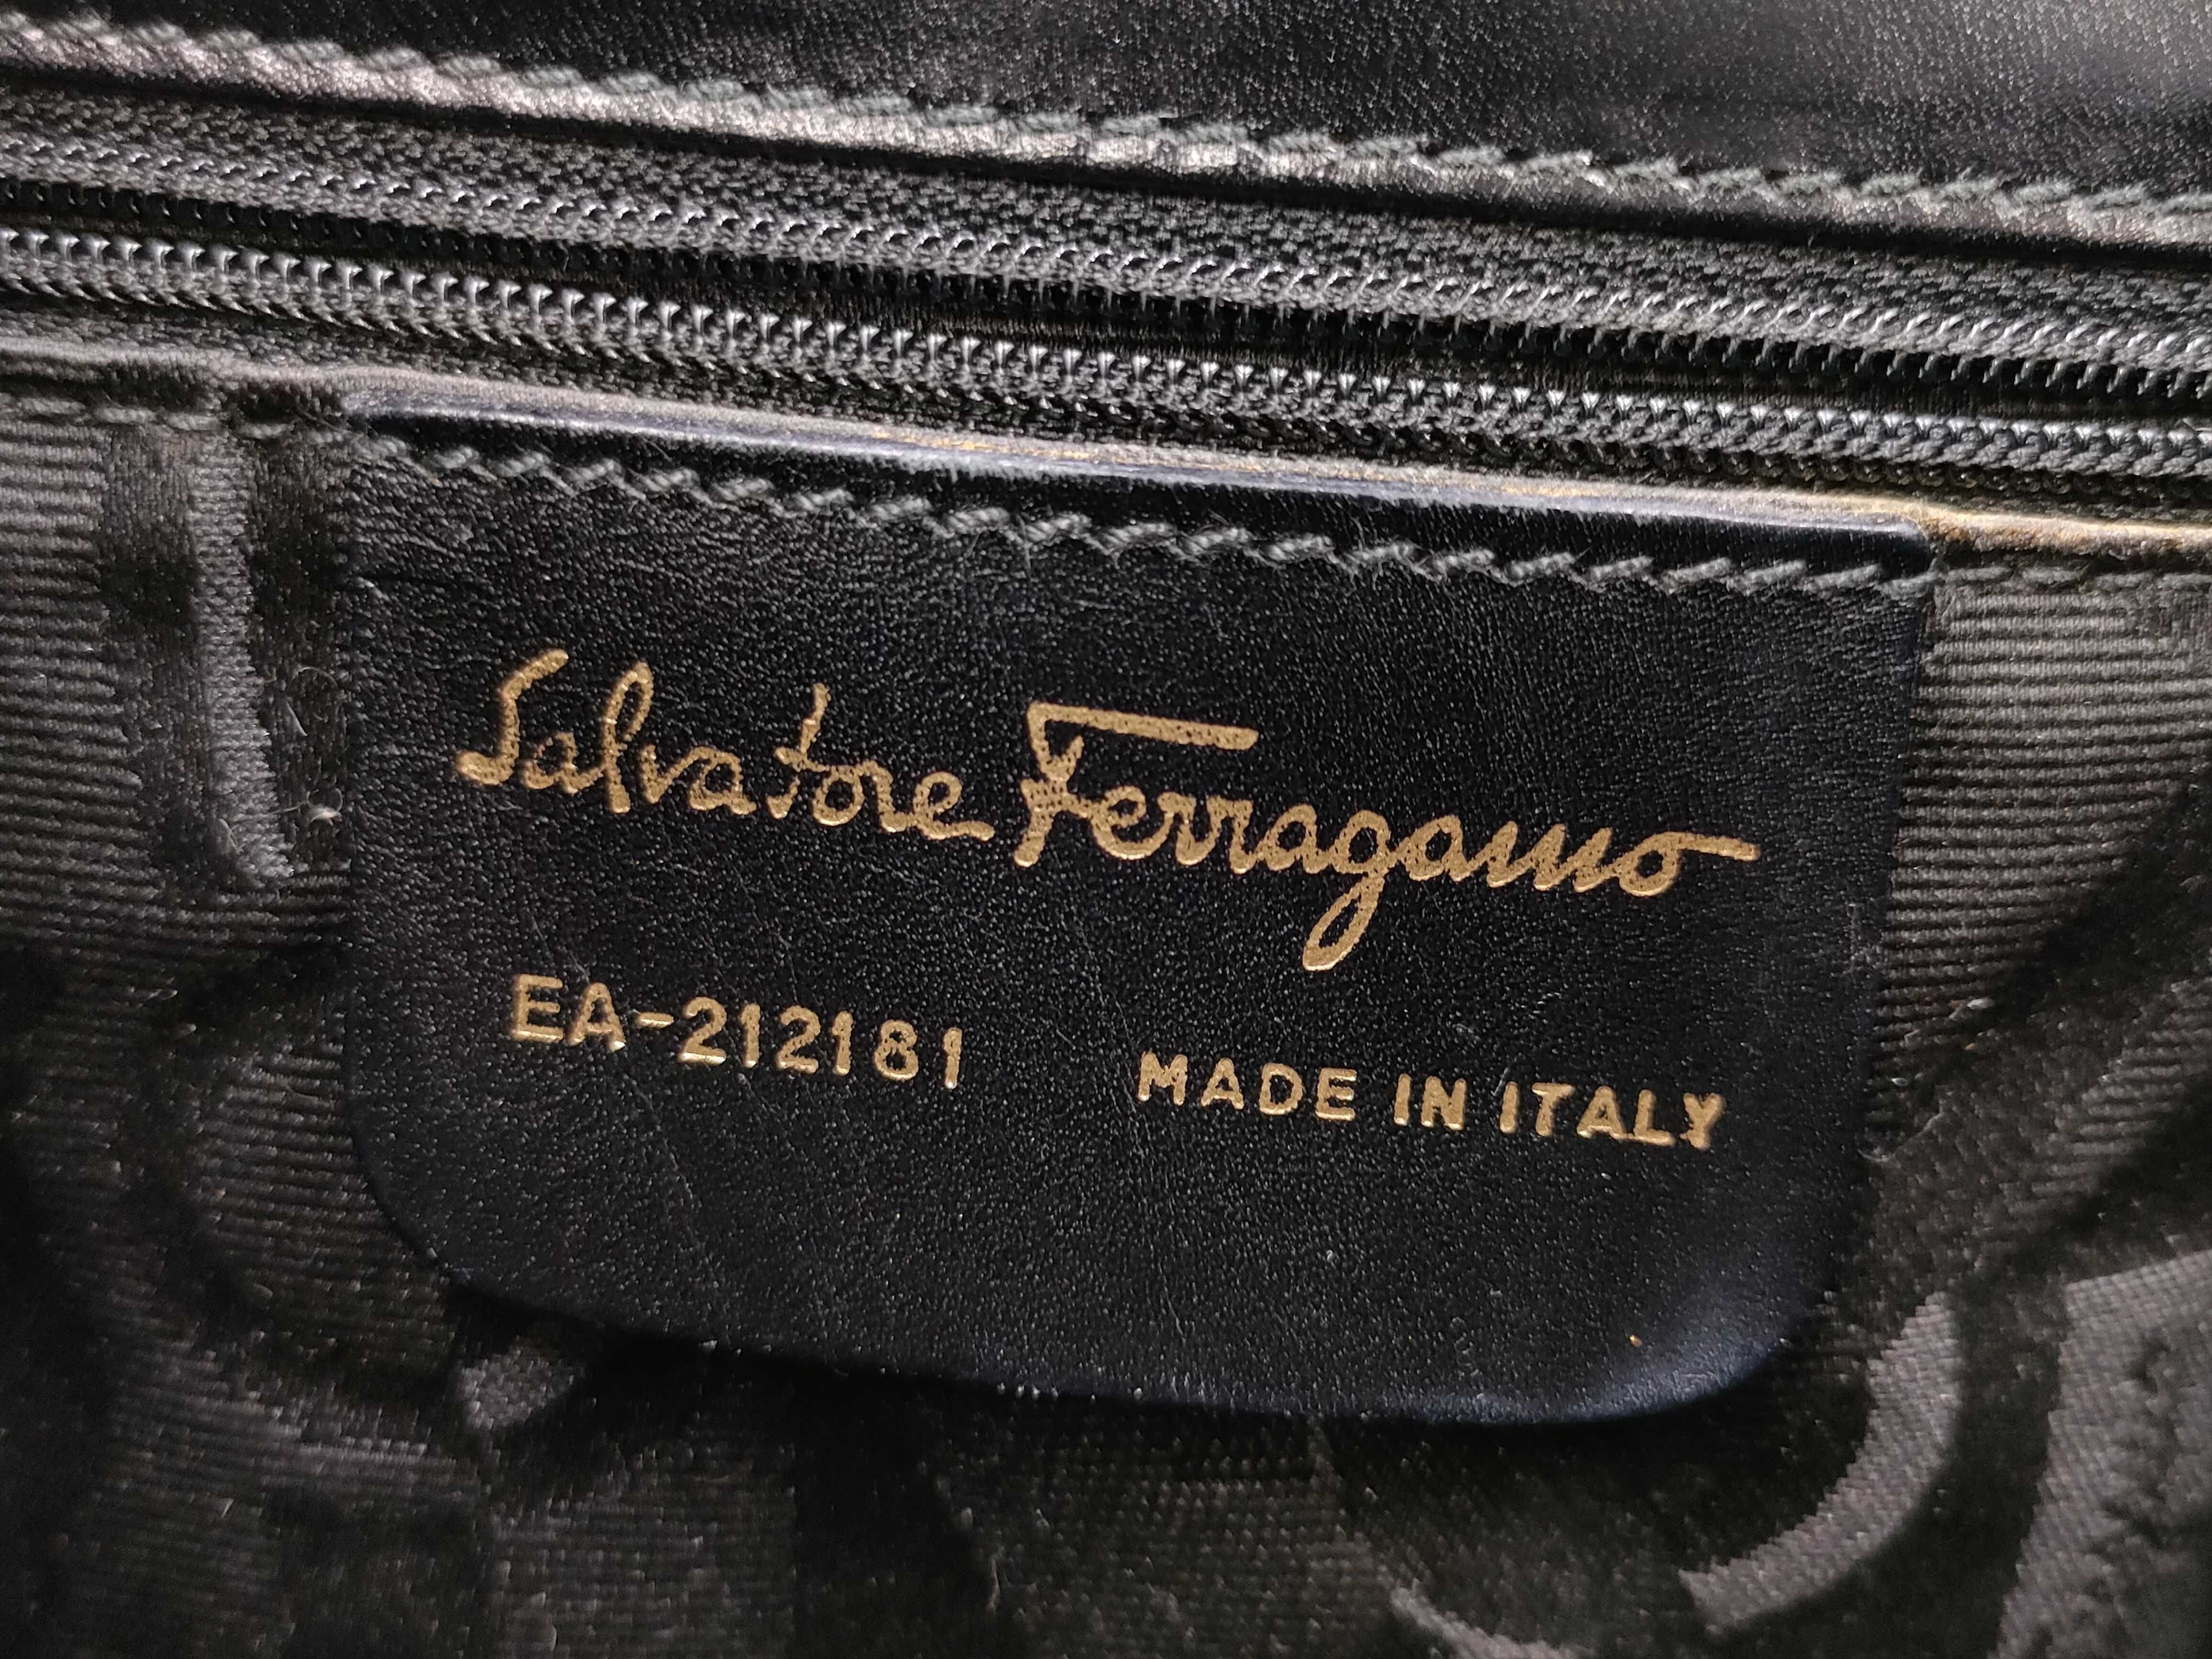 Salvatore Ferragamo
EA-212181 MADE IN ITALY